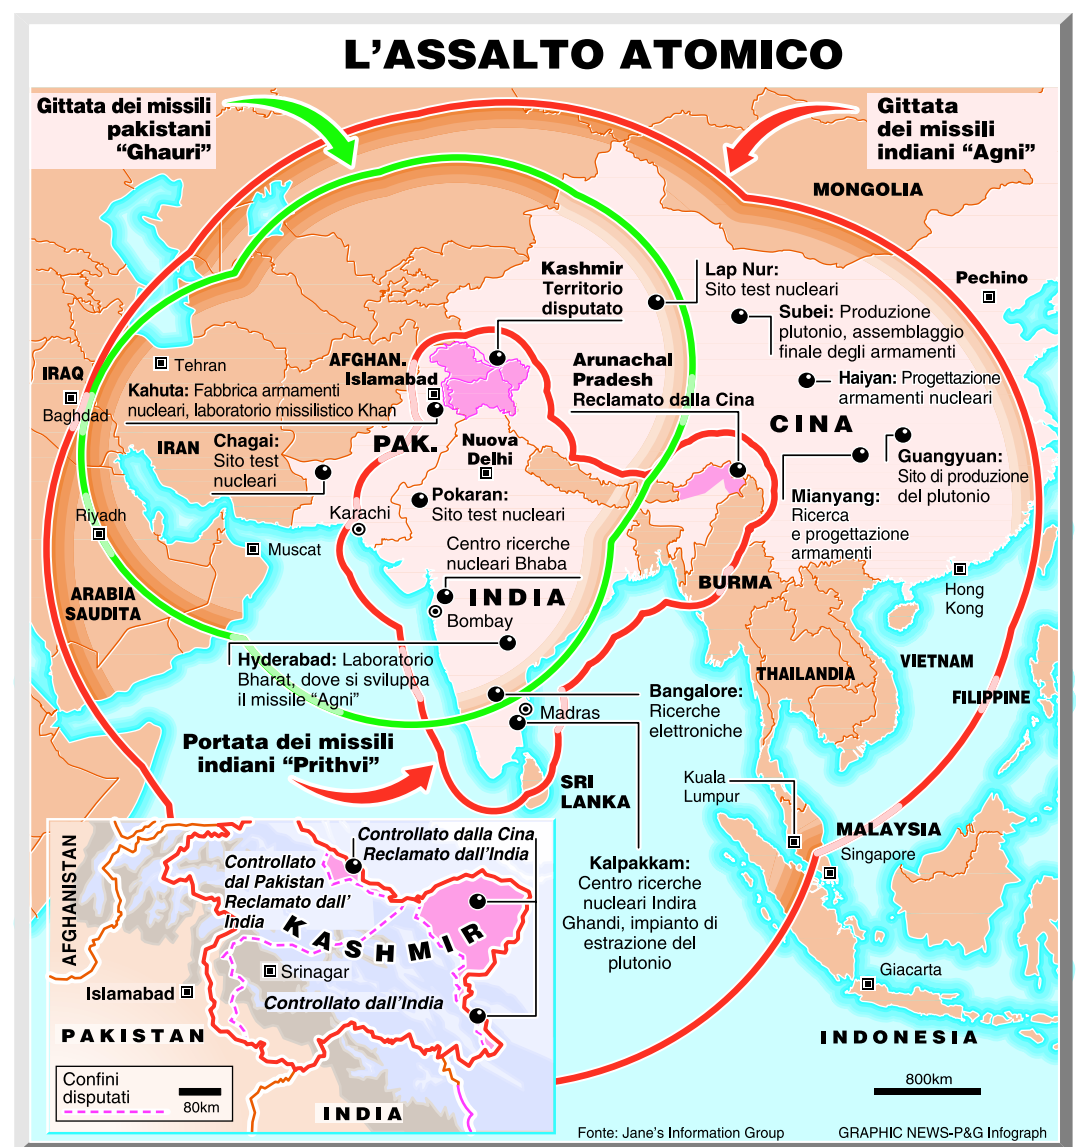 L'ASSALTO ATOMICO
Gittata dei missili
pakistani
“Ghauri”
Gittata
dei missili
indiani “Agni”
MONGOLIA
Kashmir
Territorio
disputato
Lap Nur:
Sito test nucleari
Pechino
Subei: Produzione
plutonio, assemblaggio
finale degli armamenti
Tehran
AFGHAN.
Islamabad
Arunachal
Pradesh
Reclamato dalla Cina
IRAQ
Baghdad
Kahuta: Fabbrica armamenti
nucleari, laboratorio missilistico Khan
Haiyan: Progettazione
armamenti nucleari
CINA
IRAN
Chagai:
Sito test
nucleari
PAK.
Nuova
Delhi
Guangyuan:
Sito di produzione
del plutonio
Pokaran:
Sito test nucleari
Mianyang:
Ricerca
e progettazione
armamenti
Karachi
Riyadh
Muscat
Centro ricerche
nucleari Bhaba
ARABIA
SAUDITA
INDIA
Bombay
BURMA
Hong
Kong
Hyderabad: Laboratorio
Bharat, dove si sviluppa
il missile “Agni”
THAILANDIA
VIETNAM
FILIPPINE
Bangalore:
Ricerche
elettroniche
Madras
Portata dei missili
indiani “Prithvi”
SRI
LANKA
Kuala
Lumpur
MALAYSIA
Singapore
Kalpakkam:
Centro ricerche
nucleari Indira
Ghandi, impianto di
estrazione del
plutonio
Giacarta
INDONESIA
800km
AFGHANISTAN
Controllato dalla Cina,
Reclamato dall'India
Controllato
dal Pakistan
Reclamato dall'
India
KASHMIR
Srinagar
Islamabad
Controllato dall'India
PAKISTAN
Confini
disputati
80km
INDIA
Fonte: Jane's Information Group
GRAPHIC NEWS-P&G Infograph